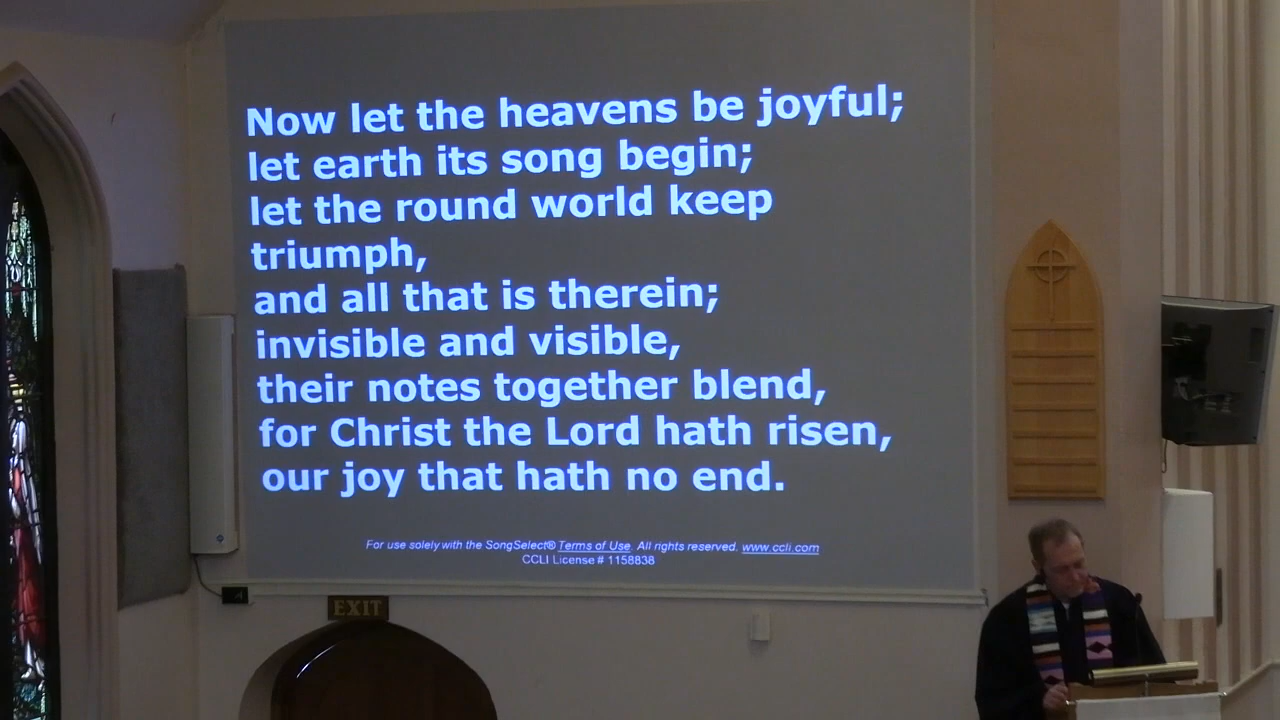 Now let the heavens be joyful;
let earth its song begin;
let the round world keep
triumph,
and all that is therein;
invisible and visible,
their notes together blend,
for Christ the Lord hath risen,
our joy that hath no end.
For use solely with the SongSelect® Terms of Use. All rights reserved. www.ccli.com
CCLI License # 1158838
EXIT